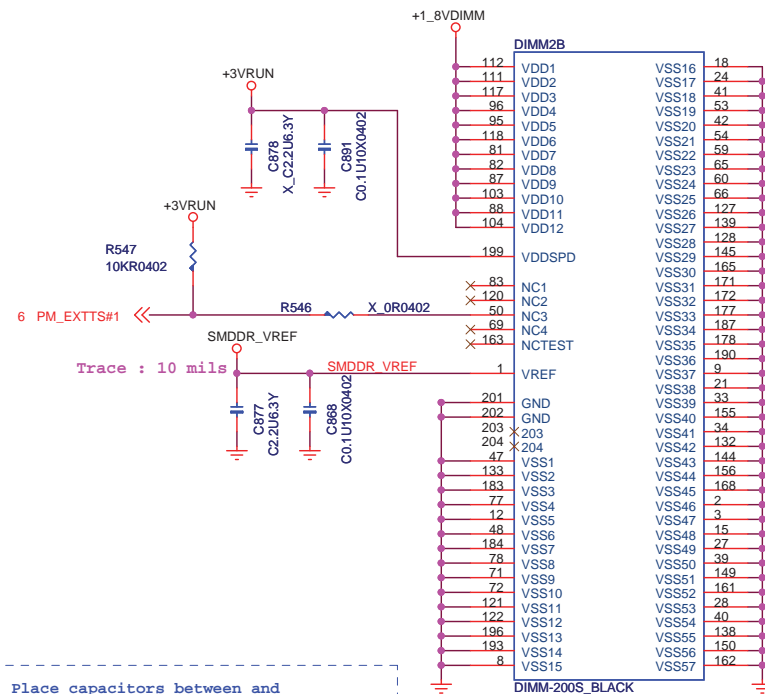 +1_8VDIMM
DIMM2B
+3VRUN
C878
X_C2.2U6.3Y
C891
C0.1U10X0402
+3VRUN
R547
10KR0402
6 PM_EXTTS#1
R546
X_0R0402
SMDDR_VREF
Trace : 10 mils
SMDDR_VREF
C877
C2.2U6.3Y
C868
C0.1U10X0402
112 VDD1
111 VDD2
117 VDD3
96 VDD4
95 VDD5
118 VDD6
81 VDD7
82 VDD8
87 VDD9
103 VDD10
88 VDD11
104 VDD12
199 VDDSPD
83 NC1
120 NC2
50 NC3
69 NC4
163 NCTEST
1 VREF
201 GND
202 GND
203 203
204 204
47 VSS1
133 VSS2
183 VSS3
77 VSS4
12 VSS5
48 VSS6
184 VSS7
78 VSS8
71 VSS9
72 VSS10
121 VSS11
122 VSS12
196 VSS13
193 VSS14
8 VSS15
VSS16 18
VSS17 24
VSS18 41
VSS19 53
VSS20 42
VSS21 54
VSS22 59
VSS23 65
VSS24 60
VSS25 66
VSS26 127
VSS27 139
VSS28 128
VSS29 145
VSS30 165
VSS31 171
VSS32 172
VSS33 177
VSS34 187
VSS35 178
VSS36 190
VSS37 9
VSS38 21
VSS39 33
VSS40 155
VSS41 34
VSS42 132
VSS43 144
VSS44 156
VSS45 168
VSS46 2
VSS47 3
VSS48 15
VSS49 27
VSS50 39
VSS51 149
VSS52 161
VSS53 28
VSS54 40
VSS55 138
VSS56 150
VSS57 162
DIMM-200S_BLACK
Place capacitors between and